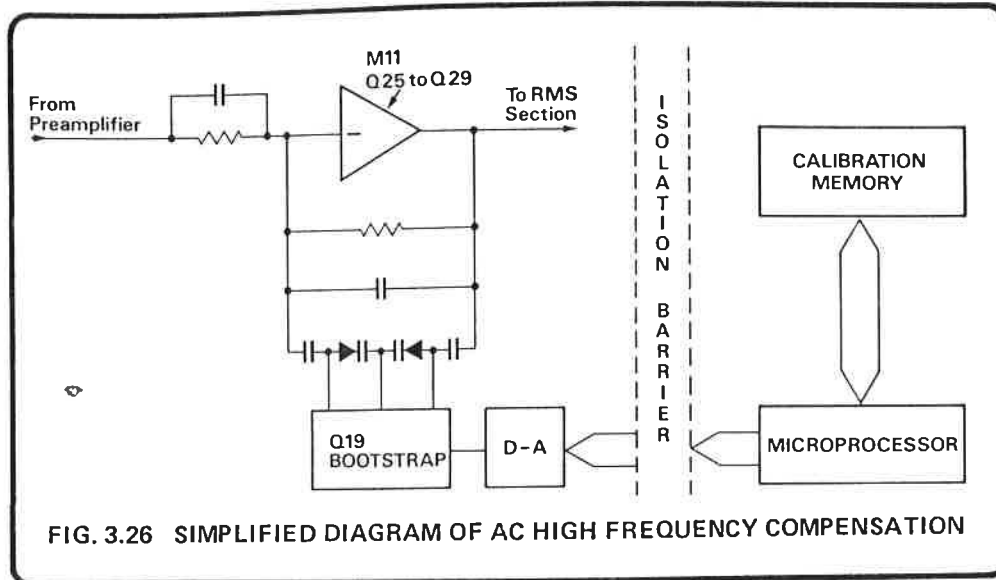 M11
Q25 to Q29
From
Preamplifier
To RMS
Section
ISOLATION BARRIER
CALIBRATION
MEMORY
Q19
BOOTSTRAP
D-A
MICROPROCESSOR
FIG. 3.26 SIMPLIFIED DIAGRAM OF AC HIGH FREQUENCY COMPENSATION